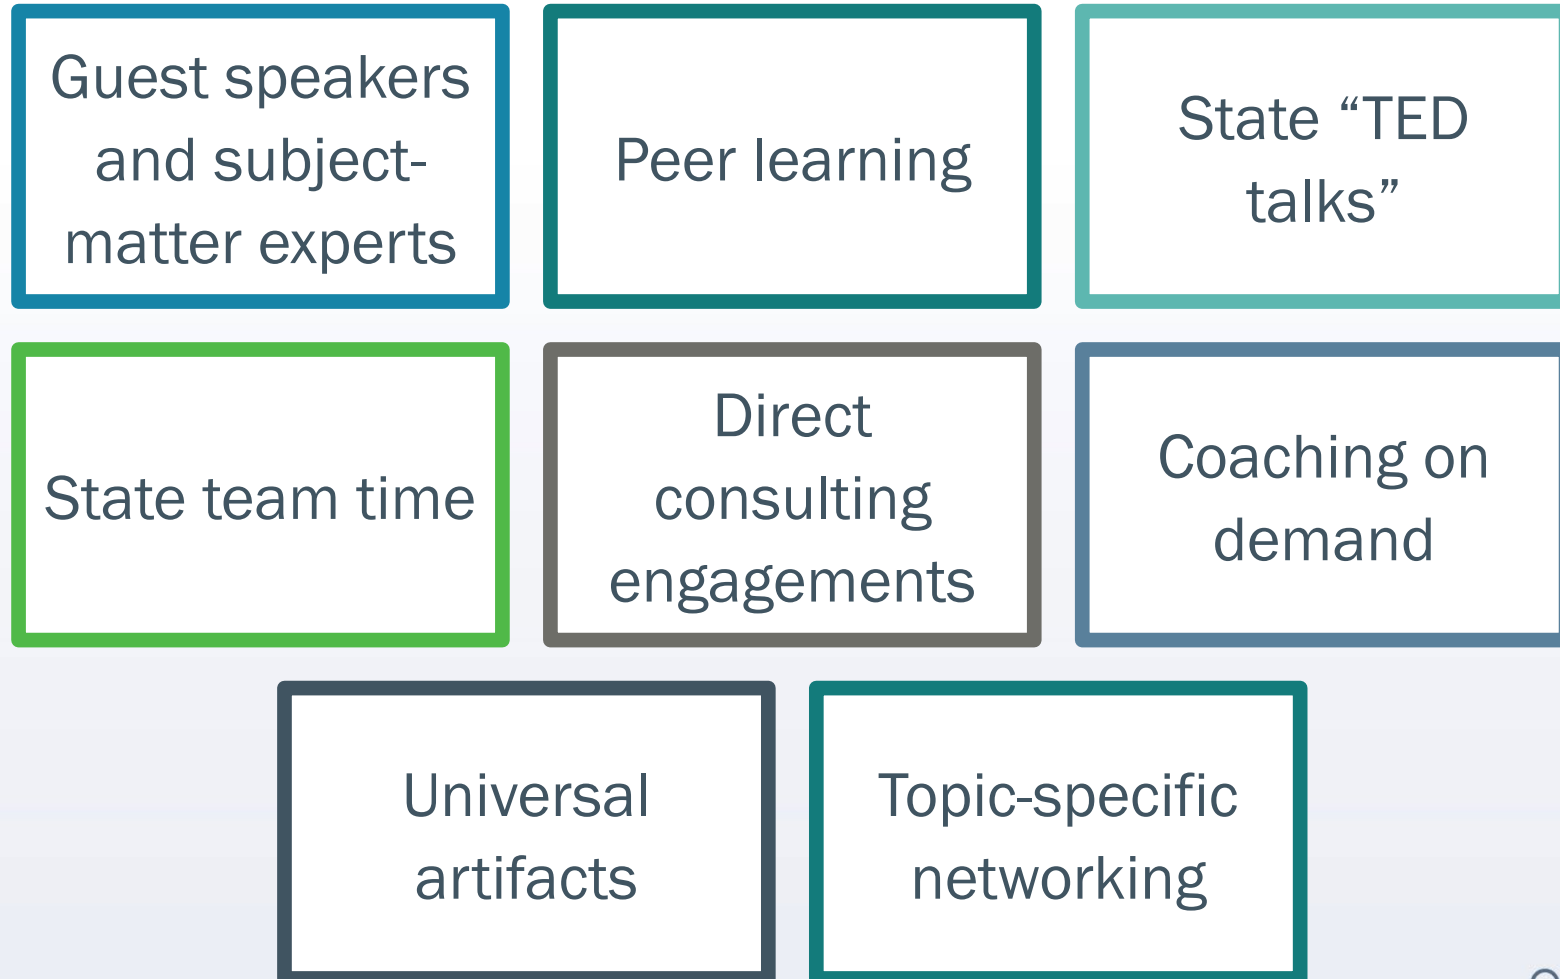 Guest speakers
and subject-
matter experts
Peer learning
State “TED
talks”
State team time
Direct
consulting
engagements
Coaching on
demand
Universal
artifacts
Topic-specific
networking